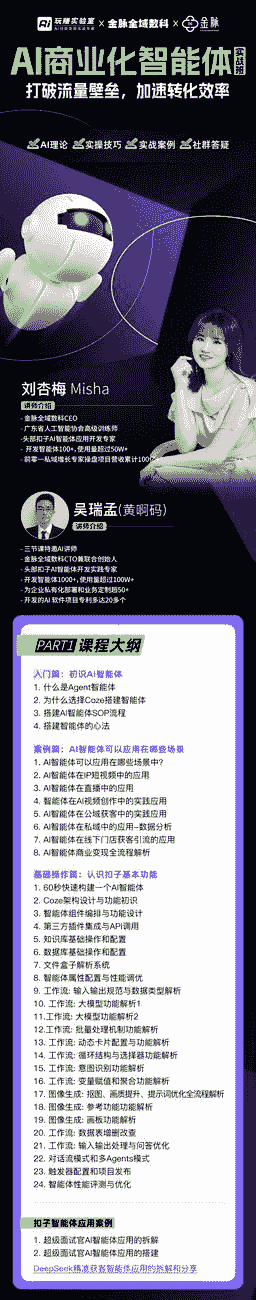 AI 玩赚实验室 × 金脉全域数科 × 金脉
AI商业化智能体 实战班
打破流量壁垒，加速转化效率
AI理论 实操技巧 实战案例 社群答疑
刘杏梅 Misha
讲师介绍
· 金脉全域数科CEO
· 广东省人工智能协会高级训练师
· 头部扣子AI智能体应用开发专家
· 开发智能体100+, 使用量超过50W+
· 前零一私域增长专家操盘项目营收累计100
吴瑞孟(黄啊码)
讲师介绍
· 三节课特邀AI讲师
· 金脉全域数科CTO兼联合创始人
· 头部扣子AI智能体开发实践专家
· 开发智能体1000+, 使用量超过100W+
· 为企业私有化部署和业务定制超50+
· 开发的AI 软件项目专利多达20多个
PART1 课程大纲
入门篇：初识AI智能体
1. 什么是Agent智能体
2. 为什么选择Coze搭建智能体
3. 搭建AI智能体SOP流程
4. 搭建智能体的心法
案例篇：AI智能体可以应用在哪些场景
1. AI智能体可以应用在哪些场景中?
2. AI智能体在IP短视频中的应用
3. AI智能体在直播中的应用
4. 智能体在AI视频创作中的实践应用
5. AI智能体在公域获客中的实践应用
6. AI智能体在私域中的应用-数据分析
7. AI智能体在线下门店获客引流的应用
8. AI智能体商业变现全流程解析
基础操作篇：认识扣子基本功能
1. 60秒快速构建一个AI智能体
2. Coze架构设计与功能初识
3. 智能体组件编排与功能设计
4. 第三方插件集成与API调用
5. 知识库基础操作和配置
6. 数据库基础操作和配置
7. 文件盒子解析系统
8. 智能体属性配置与性能调优
9. 工作流: 输入输出规范与数据类型解析
10. 工作流: 大模型功能解析1
11.工作流: 大模型功能解析2
12.工作流: 批量处理机制功能解析
13. 工作流: 动态卡片配置与功能解析
14. 工作流: 循环结构与选择器功能解析
15. 工作流: 意图识别功能解析
16. 工作流: 变量赋值和聚合功能解析
17. 图像生成: 抠图、画质提升、提示词优化全流程解析
18. 图像生成: 参考功能功能解析
19. 图像生成: 画板功能解析
20. 工作流: 数据表增删改查
21. 工作流: 输入输出处理与问答优化
22. 对话流模式和多Agents模式
23. 触发器配置和项目发布
24. 智能体性能评测与优化
扣子智能体应用案例
1. 超级面试官AI智能体应用的拆解
2. 超级面试官AI智能体应用的搭建
DeepSeek精准获客智能体应用的拆解和分享